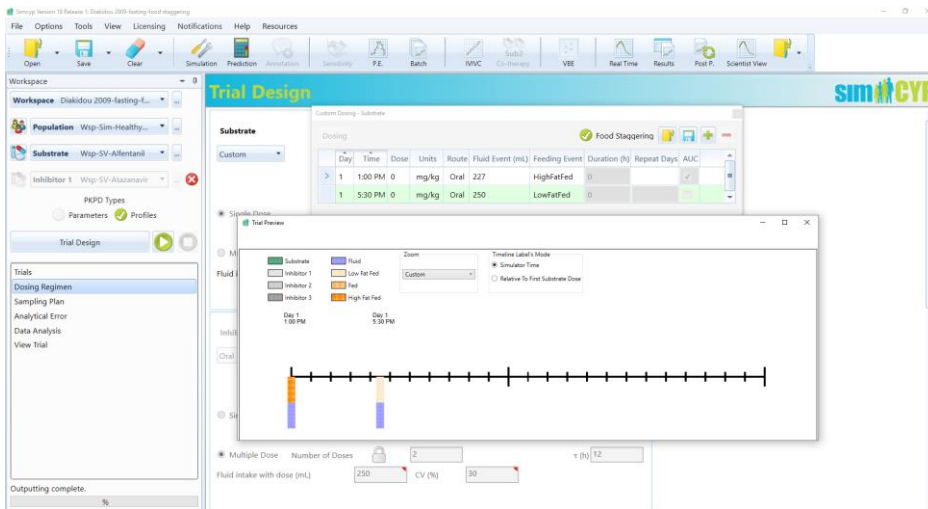 Simcyp Version 18 Release 1: Diakidou 2009-fasting-food staggering
File Options Tools View Licensing Notifications Help Resources
Open Save Clear Simulation Prediction Annotation Sensitivity P.E. Batch IVIVC Co-therapy VBE Real Time Results Post P. Scientist View
Workspace
Workspace Diakidou 2009-fasting-f... ...
Population Wsp-Sim-Healthy... ...
Substrate Wsp-SV-Alfentanil ...
Inhibitor 1 Wsp-SV-Atazanavir ...
PKPD Types
Parameters Profiles
Trial Design
Trials
Dosing Regimen
Sampling Plan
Analytical Error
Data Analysis
View Trial
Outputting complete.
%
Trial Design
simCYP
Substrate
Custom
Single Dose
Fluid i
Inhib
Oral
Custom Dosing - Substrate
Dosing
Food Staggering
Day Time Dose Units Route Fluid Event (mL) Feeding Event Duration (h) Repeat Days AUC
1 1:00 PM 0 mg/kg Oral 227 HighFatFed 0
1 5:30 PM 0 mg/kg Oral 250 LowFatFed 0
Trial Preview
Substrate
Inhibitor 1
Inhibitor 2
Inhibitor 3
Fluid
Low Fat Fed
Fed
High Fat Fed
Zoom
Custom
Timeline Label's Mode
Simulator Time
Relative To First Substrate Dose
Day 1
1:00 PM
Day 1
5:30 PM
Multiple Dose Number of Doses 2 τ (h) 12
Fluid intake with dose (mL) 250 CV (%) 30